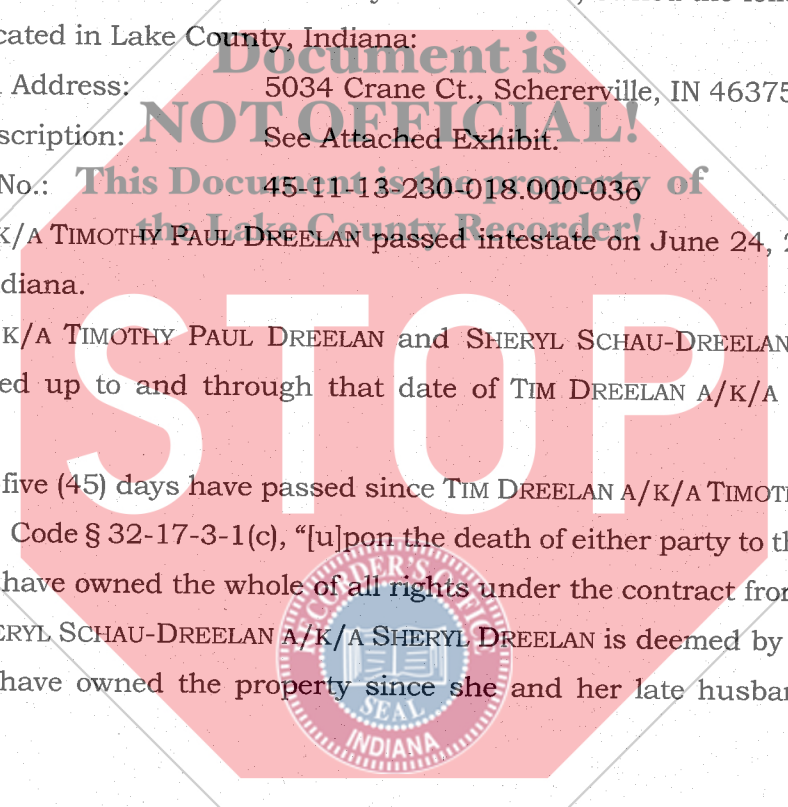 cated in Lake County, Indiana:
Document is
Address: 5034 Crane Ct., Schererville, IN 46375
NOT OFFICIAL!
scription: See Attached Exhibit.
This Document is the property of
No.: 45-11-13-230-018.000-036
the Lake County Recorder!
K/A TIMOTHY PAUL DREELAN passed intestate on June 24,
diana.
STOP
K/A TIMOTHY PAUL DREELAN and SHERYL SCHAU-DREELAN
ed up to and through that date of TIM DREELAN A/K/A
five (45) days have passed since TIM DREELAN A/K/A TIMOT
Code § 32-17-3-1(c), “[u]pon the death of either party to th
have owned the whole of all rights under the contract from
ERYL SCHAU-DREELAN A/K/A SHERYL DREELAN is deemed by
have owned the property since she and her late husban
RECORDER'S OFFIC
SEAL
INDIANA